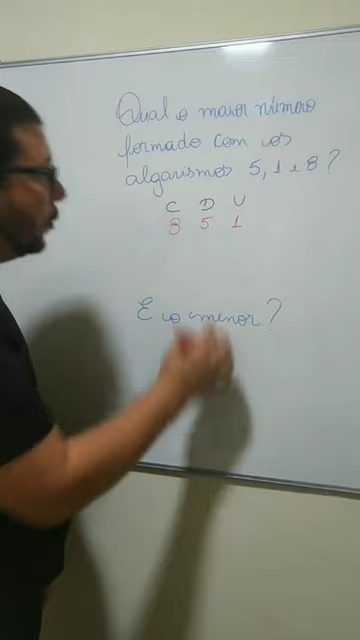 Qual o maior número
formado com os
algarismos 5, 1 e 8?
C D U
8 5 1
E o menor?